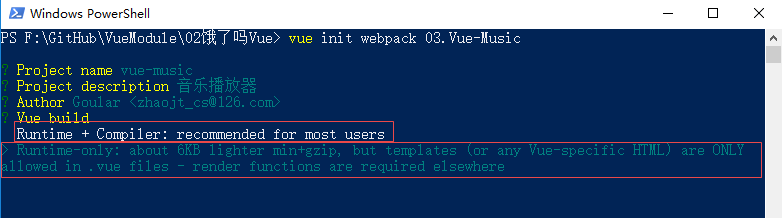 Windows PowerShell
PS F:\GitHub\VueModule\02饿了吗Vue> vue init webpack 03.Vue-Music
? Project name vue-music
? Project description 音乐播放器
? Author Goular <zhaojt_cs@126.com>
? Vue build
Runtime + Compiler: recommended for most users
> Runtime-only: about 6KB lighter min+gzip, but templates (or any Vue-specific HTML) are ONLY
allowed in .vue files - render functions are required elsewhere